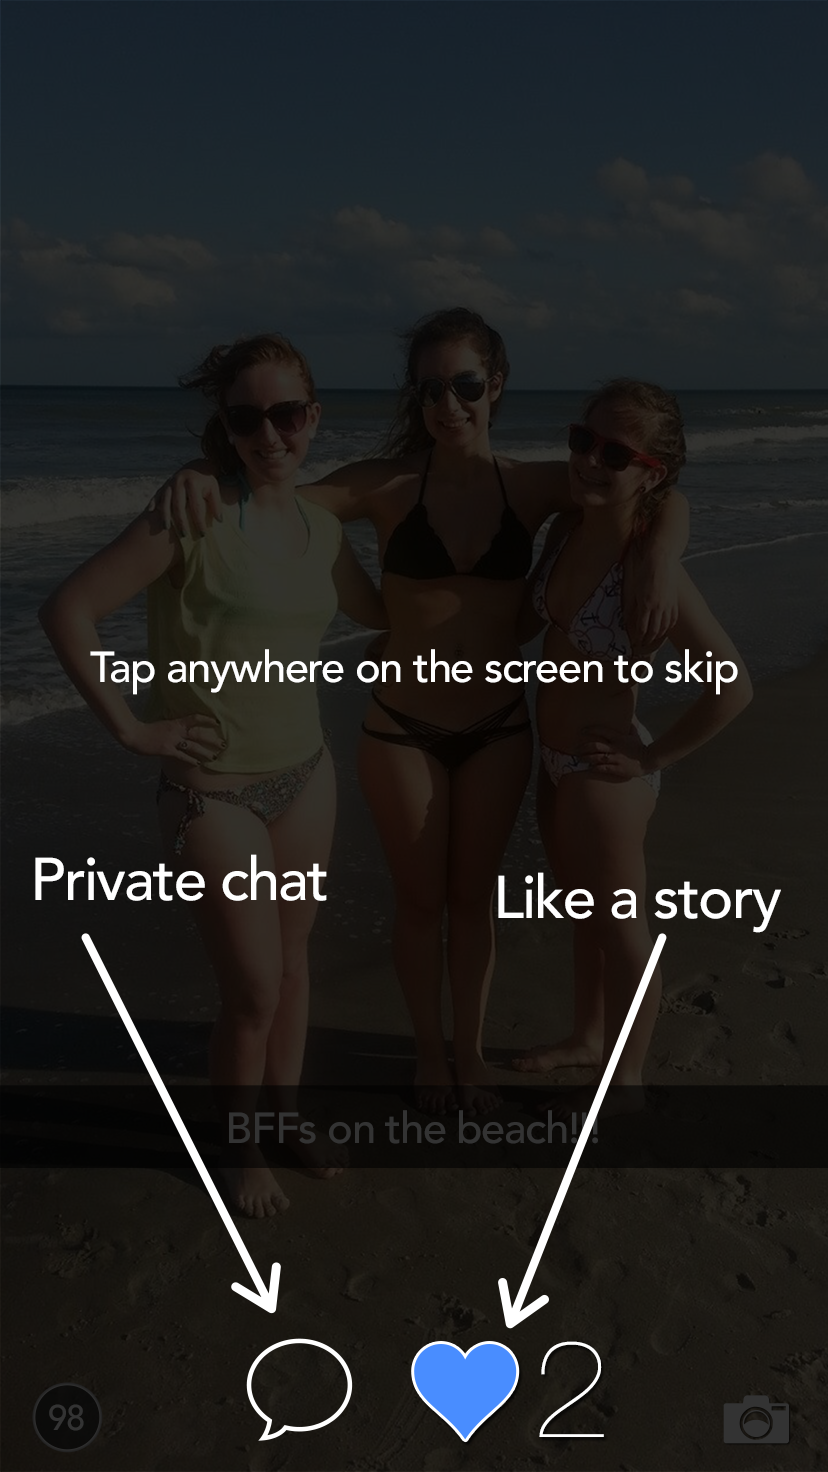 Tap anywhere on the screen to skip
Private chat
Like a story
BFFs on the beach!!!
98
2